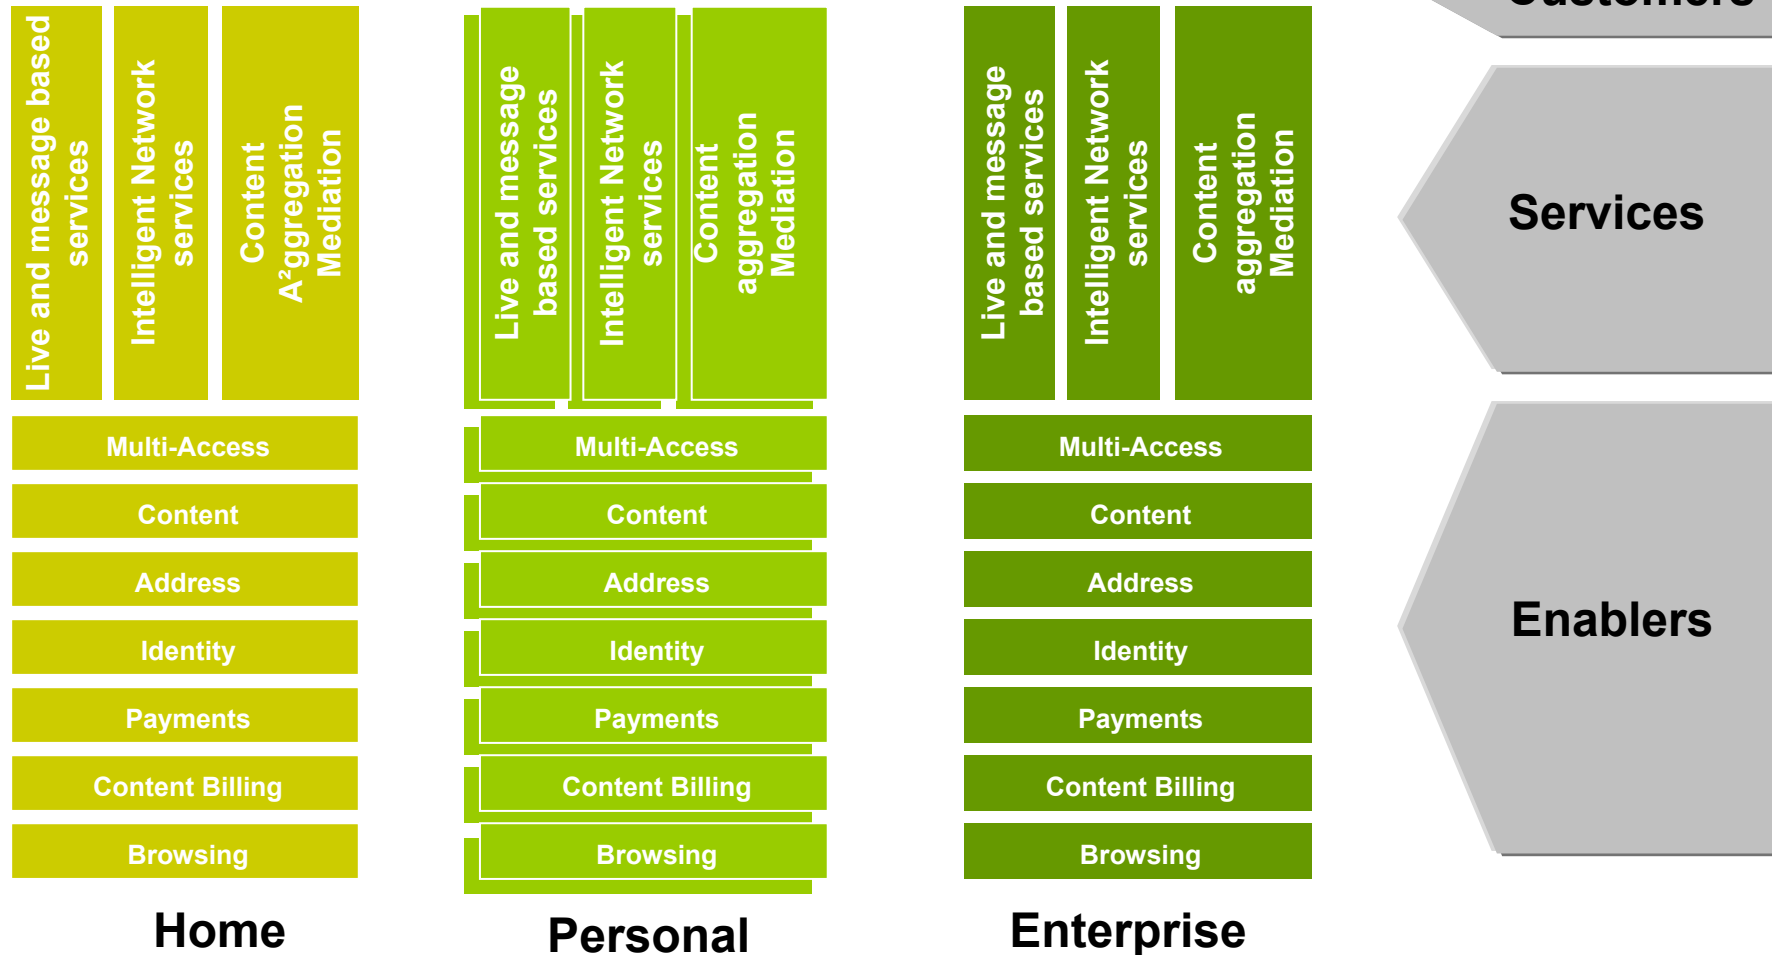 Customers
Live and message based
services
Intelligent Network
services
Content
A²ggregation
Mediation
Live and message
based services
Intelligent Network
services
Content
aggregation
Mediation
Live and message
based services
Intelligent Network
services
Content
aggregation
Mediation
Services
Multi-Access
Content
Address
Identity
Payments
Content Billing
Browsing
Multi-Access
Content
Address
Identity
Payments
Content Billing
Browsing
Multi-Access
Content
Address
Identity
Payments
Content Billing
Browsing
Enablers
Home
Personal
Enterprise